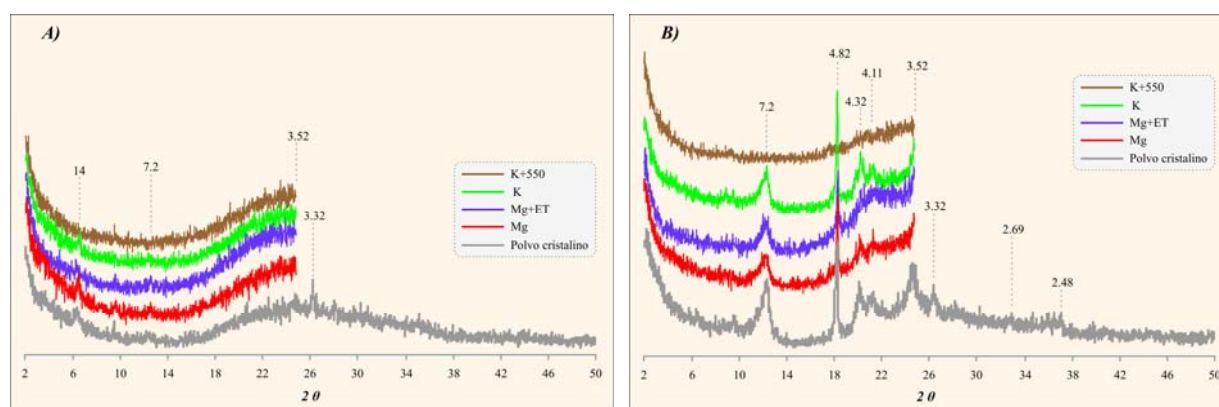 A)
14
7.2
3.52
3.32
K+550
K
Mg+ET
Mg
Polvo cristalino
2 6 10 14 18 22 26 30 34 38 42 46 50
2 θ
B)
7.2
4.82
4.32
4.11
3.52
3.32
2.69
2.48
K+550
K
Mg+ET
Mg
Polvo cristalino
2 6 10 14 18 22 26 30 34 38 42 46 50
2 θ